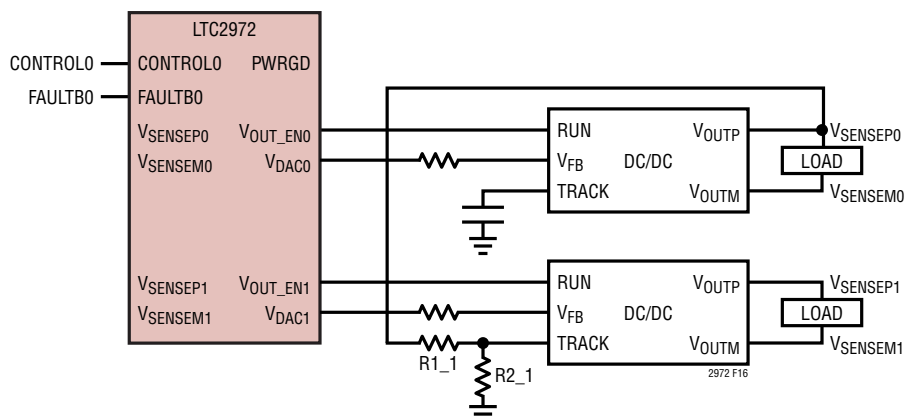 LTC2972
CONTROL0
CONTROL0
PWRGD
FAULTB0
FAULTB0
VSENSEP0
VOUT_EN0
VSENSEM0
VDAC0
VSENSEP1
VOUT_EN1
VSENSEM1
VDAC1
RUN
VOUTP
VFB
DC/DC
TRACK
VOUTM
VSENSEP0
LOAD
VSENSEM0
RUN
VOUTP
VFB
DC/DC
TRACK
VOUTM
VSENSEP1
LOAD
VSENSEM1
R1_1
R2_1
2972 F16